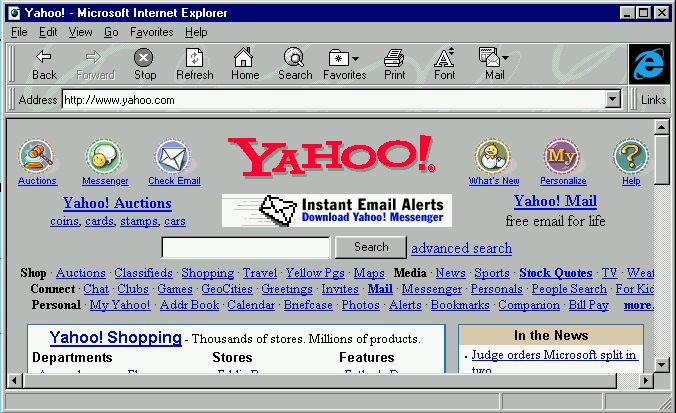 Yahoo! - Microsoft Internet Explorer
File Edit View Go Favorites Help
Back Forward Stop Refresh Home Search Favorites Print Font Mail
Address http://www.yahoo.com Links
YAHOO!®
Auctions Messenger Check Email What's New Personalize Help
My
Yahoo! Auctions
coins, cards, stamps, cars
Instant Email Alerts
Download Yahoo! Messenger
Yahoo! Mail
free email for life
Search advanced search
Shop · Auctions · Classifieds · Shopping · Travel · Yellow Pgs · Maps Media · News · Sports · Stock Quotes · TV · Weat
Connect · Chat · Clubs · Games · GeoCities · Greetings · Invites · Mail · Messenger · Personals · People Search · For Kid
Personal · My Yahoo! · Addr Book · Calendar · Briefcase · Photos · Alerts · Bookmarks · Companion · Bill Pay more.
Yahoo! Shopping - Thousands of stores. Millions of products.
Departments Stores Features
In the News
· Judge orders Microsoft split in
two